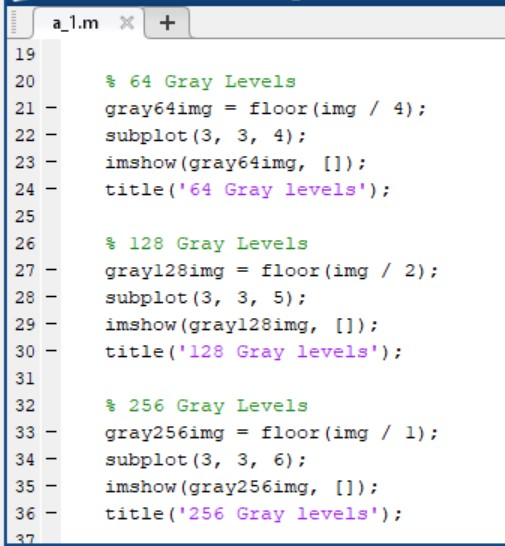 a_1.m × +
19
20 % 64 Gray Levels
21 – gray64img = floor(img / 4);
22 – subplot(3, 3, 4);
23 – imshow(gray64img, []);
24 – title('64 Gray levels');
25
26 % 128 Gray Levels
27 – gray128img = floor(img / 2);
28 – subplot(3, 3, 5);
29 – imshow(gray128img, []);
30 – title('128 Gray levels');
31
32 % 256 Gray Levels
33 – gray256img = floor(img / 1);
34 – subplot(3, 3, 6);
35 – imshow(gray256img, []);
36 – title('256 Gray levels');
37